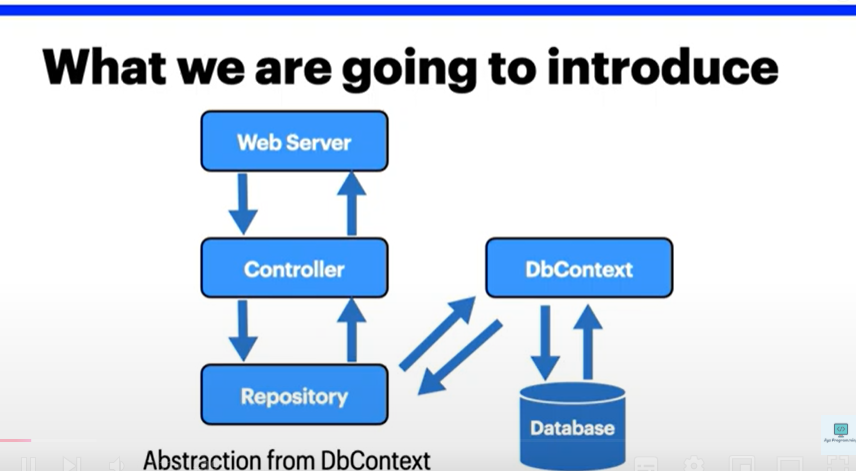 What we are going to introduce
Web Server
Controller
DbContext
Repository
Database
Abstraction from DbContext